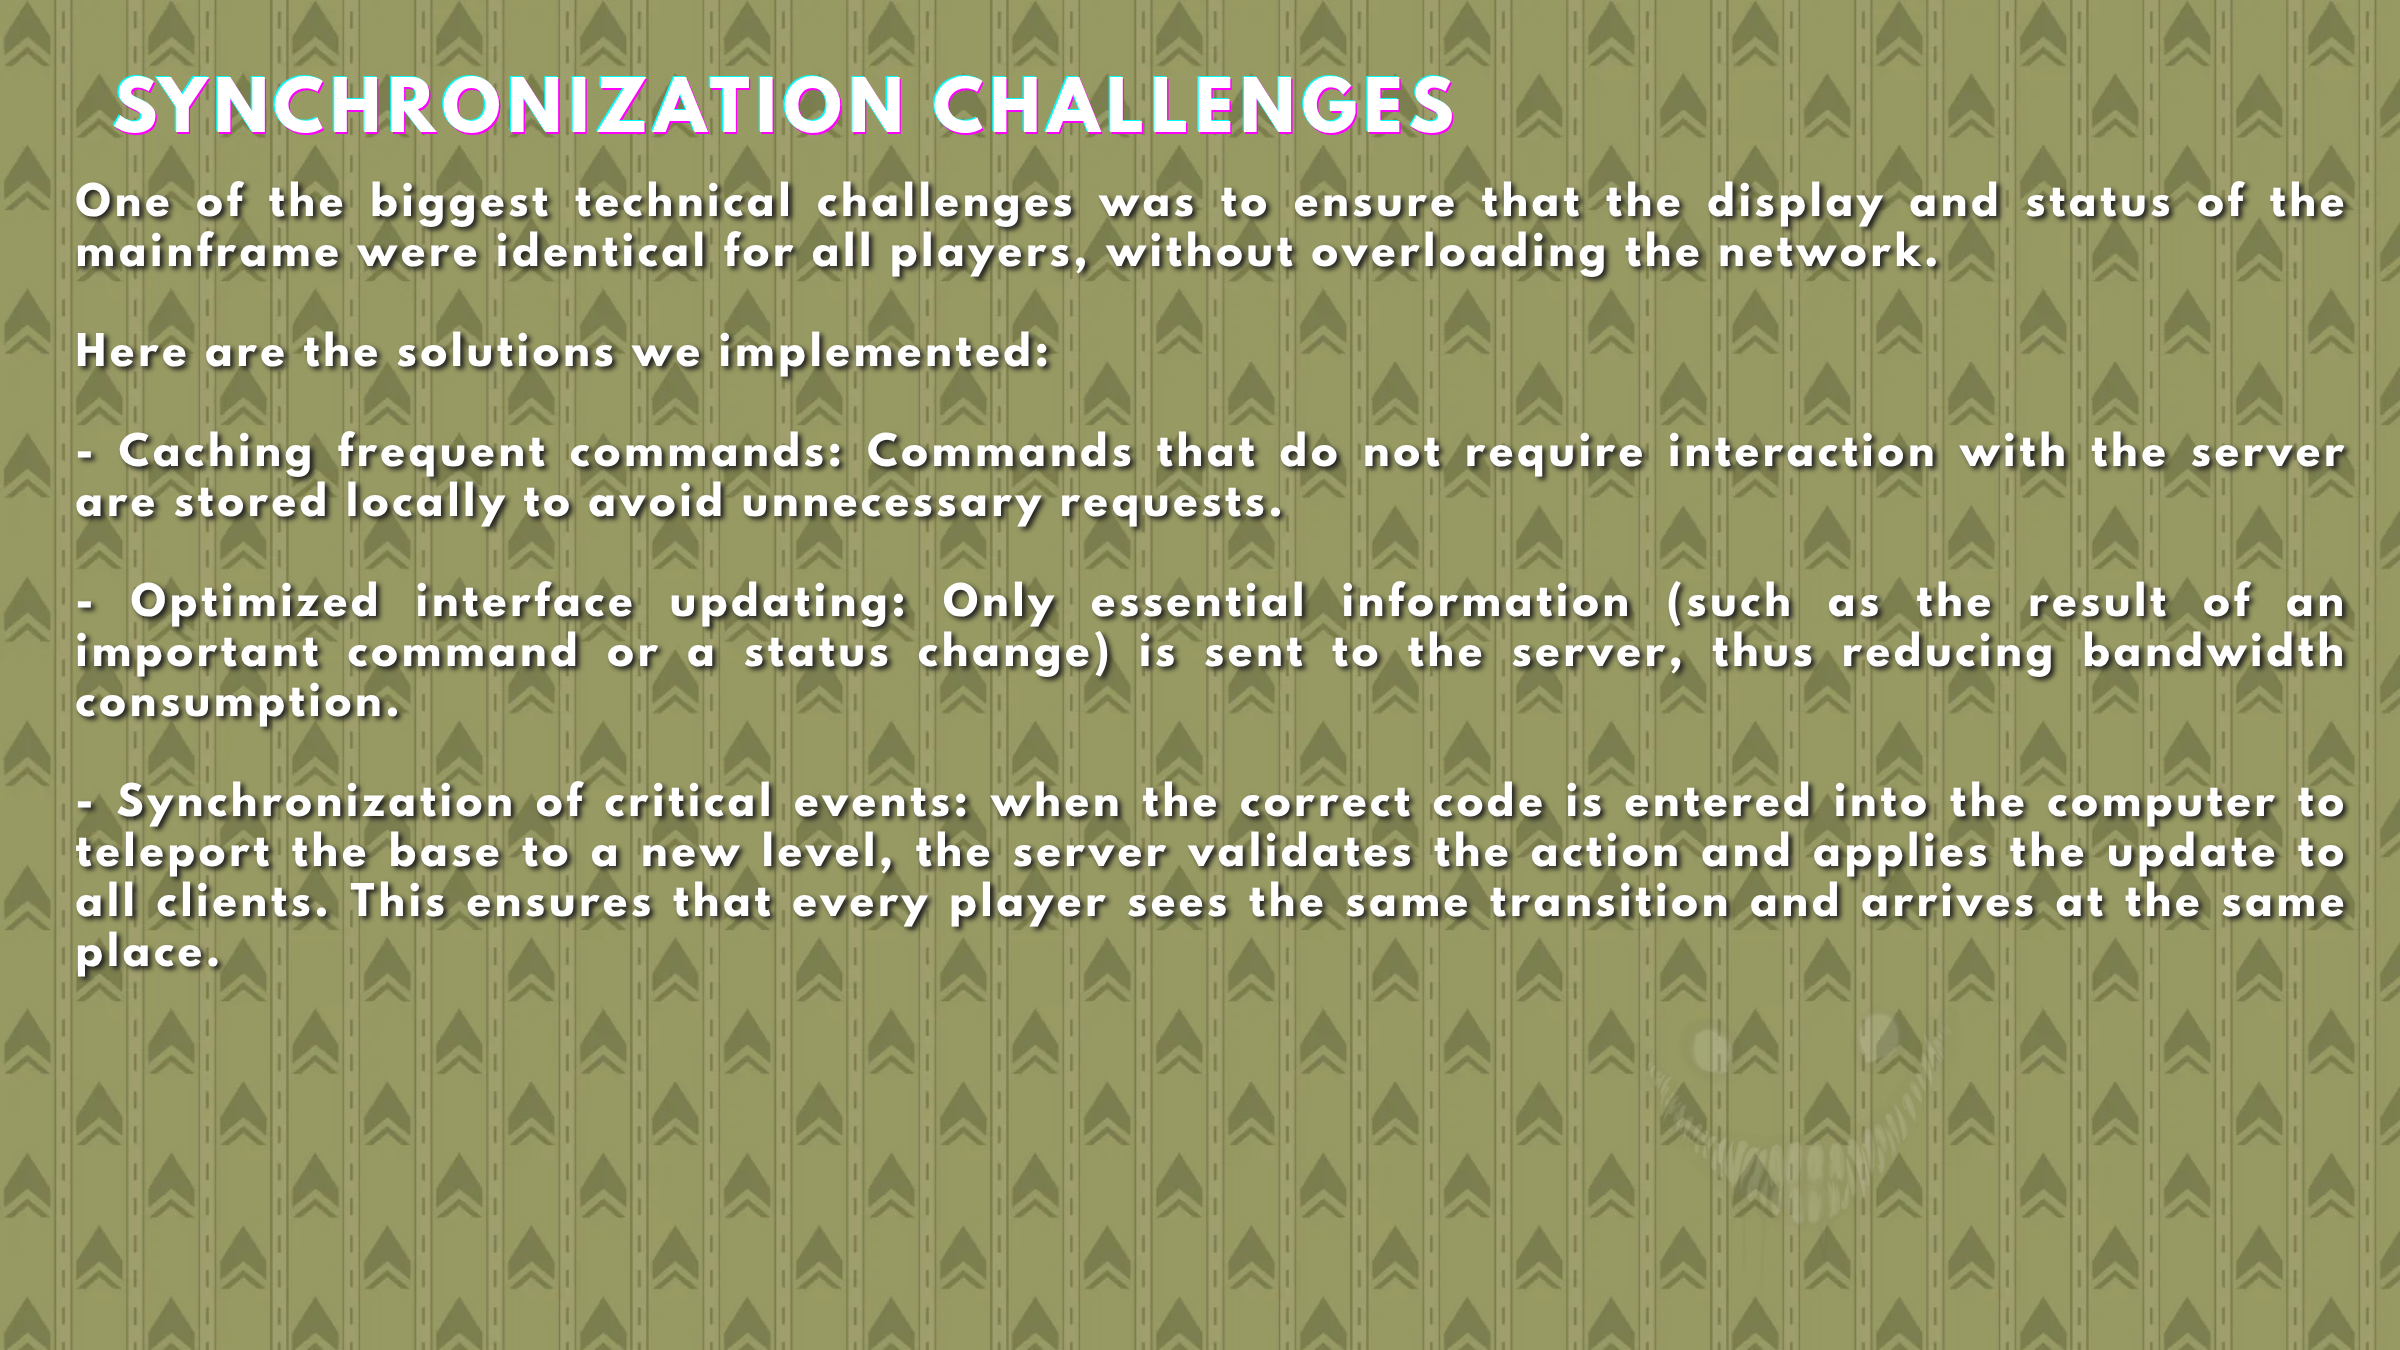 SYNCHRONIZATION CHALLENGES
One of the biggest technical challenges was to ensure that the display and status of the
mainframe were identical for all players, without overloading the network.
Here are the solutions we implemented:
- Caching frequent commands: Commands that do not require interaction with the server
are stored locally to avoid unnecessary requests.
- Optimized interface updating: Only essential information (such as the result of an
important command or a status change) is sent to the server, thus reducing bandwidth
consumption.
- Synchronization of critical events: when the correct code is entered into the computer to
teleport the base to a new level, the server validates the action and applies the update to
all clients. This ensures that every player sees the same transition and arrives at the same
place.